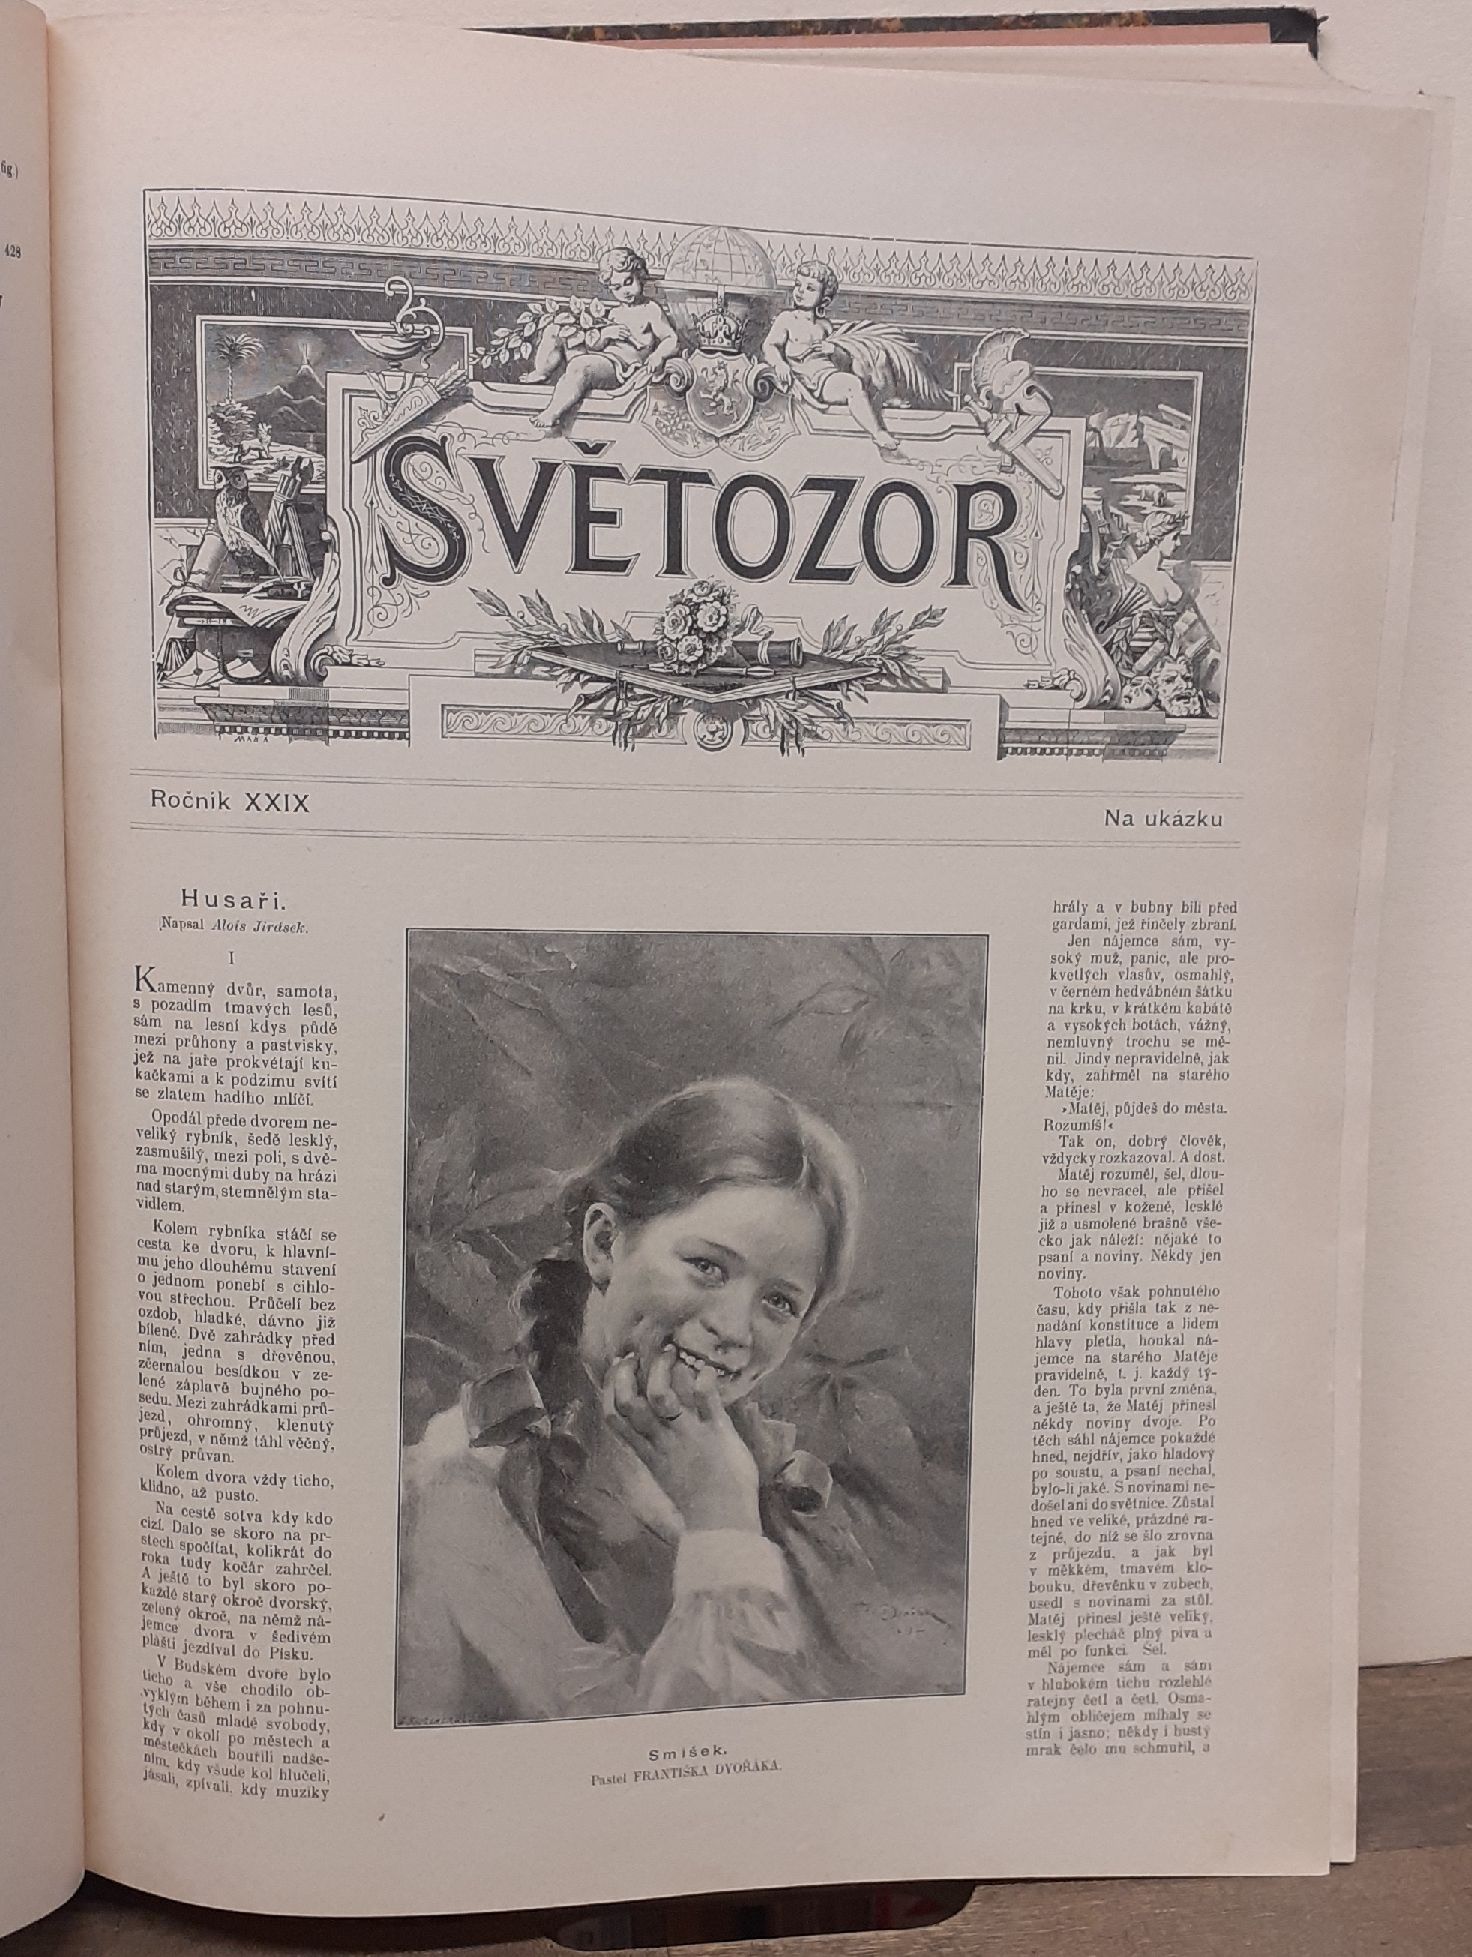 6g.)
428
SVĚTOZOR
Ročník XXIX
Na ukázku
Husaři.
Napsal Alois Jirásek.
I
Kamenný dvůr, samota,
s pozadím tmavých lesů,
sám na lesní kdys půdě
mezi průhony a pastvisky,
jež na jaře prokvétají ku-
kačkami a k podzimu svítí
se zlatem hadího mlíčí.
Opodál přede dvorem ne-
veliký rybník, šedě lesklý,
zasmušilý, mezi poli, s dvě-
ma mocnými duby na hrázi
nad starým, stemnělým sta-
vidlem.
Kolem rybníka stáčí se
cesta ke dvoru, k hlavní-
mu jeho dlouhému stavení
o jednom ponebí s cihlo-
vou střechou. Průčelí bez
ozdob, hladké, dávno již
bílené. Dvě zahrádky před
ním, jedna s dřevěnou,
zčernalou besídkou v ze-
lené záplavě bujného po-
sedu. Mezi zahrádkami prů-
jezd, ohromný, klenutý
průjezd, v němž táhl věčný,
ostrý průvan.
Kolem dvora vždy ticho,
klidno, až pusto.
Na cestě sotva kdy kdo
cizí. Dalo se skoro na pr-
stech spočítat, kolikrát do
roka tudy kočár zahrčel.
A ještě to byl skoro po-
každé starý okroč dvorský,
zelený okroč, na němž ná-
jemce dvora v šedivém
plášti jezdíval do Písku.
V Budském dvoře bylo
ticho a vše chodilo ob-
vyklým během i za pohnu-
tých časů mladé svobody,
kdy v okolí po městech a
městečkách bouřili nadše-
ním, kdy všude kol hlučeli,
jásali, zpívali, kdy muziky
Smíšek.
Pastel FRANTIŠKA DVOŘÁKA.
hrály a v bubny bili před
gardami, jež řinčely zbraní.
Jen nájemce sám, vy-
soký muž, panic, ale pro-
kvetlých vlasův, osmahlý,
v černém hedvábném šátku
na krku, v krátkém kabátě
a vysokých botách, vážný,
nemluvný trochu se mě-
nil. Jindy nepravidelně, jak
kdy, zahřměl na starého
Matěje:
›Matěj, půjdeš do města.
Rozumíš!‹
Tak on, dobrý člověk,
vždycky rozkazoval. A dost.
Matěj rozuměl, šel, dlou-
ho se nevracel, ale přišel
a přinesl v kožené, lesklé
již a usmolené brašně vše-
cko jak náleží: nějaké to
psaní a noviny. Někdy jen
noviny.
Tohoto však pohnutého
času, kdy přišla tak z ne-
nadání konstituce a lidem
hlavy pletla, houkal ná-
jemce na starého Matěje
pravidelně, t. j. každý tý-
den. To byla první změna,
a ještě ta, že Matěj přinesl
někdy noviny dvoje. Po
těch sáhl nájemce pokaždé
hned, nejdřív, jako hladový
po soustu, a psaní nechal,
bylo-li jaké. S novinami ne-
došel ani do světnice. Zůstal
hned ve veliké, prázdné ra-
tejně, do níž se šlo zrovna
z průjezdu, a jak byl
v měkkém, tmavém klo-
bouku, dřevěnku v zubech,
usedl s novinami za stůl.
Matěj přinesl ještě veliký,
lesklý plecháč plný piva a
měl po funkci. Šel.
Nájemce sám a sám
v hlubokém tichu rozlehlé
ratejny četl a četl. Osma-
hlým obličejem míhaly se
stín i jasno; někdy i hustý
mrak čelo mu schmuřil, a